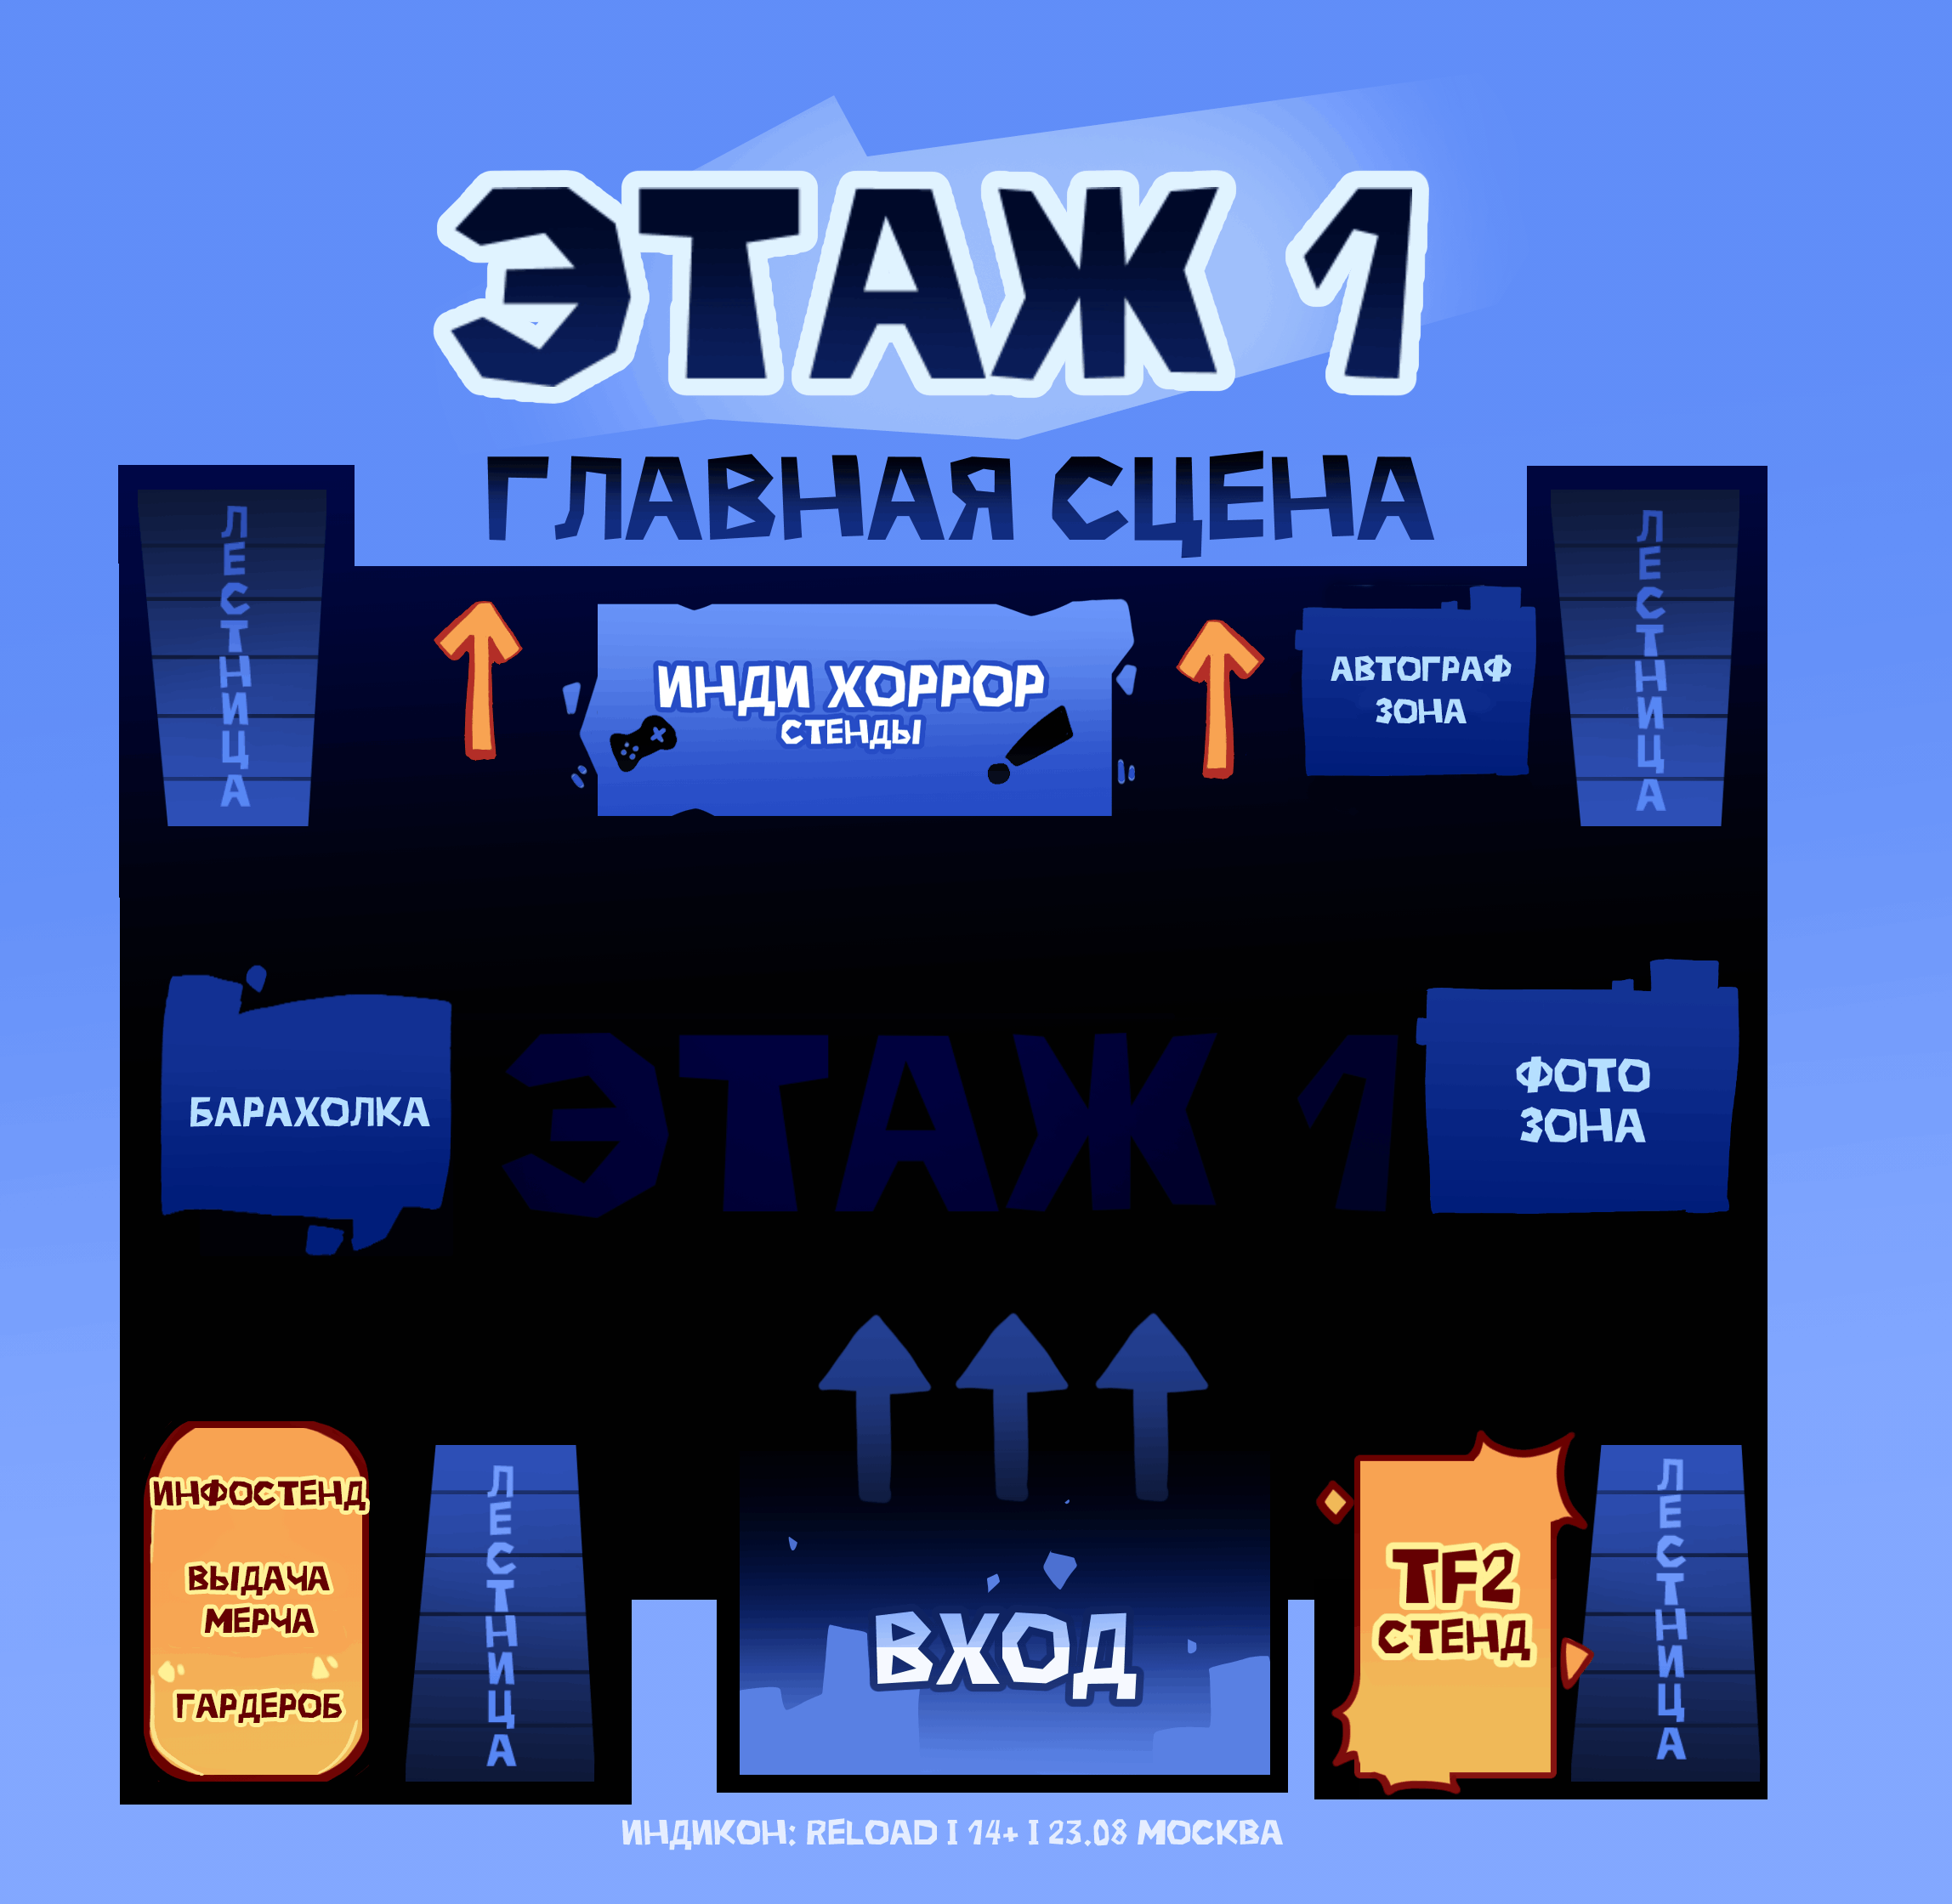 ЭТАЖ 1
ГЛАВНАЯ СЦЕНА
ЛЕСТНИЦА
ИНДИ ХОРРОР
СТЕНДЫ
АВТОГРАФ
ЗОНА
ЛЕСТНИЦА
БАРАХОЛКА
ЭТАЖ 1
ФОТО
ЗОНА
ИНФОСТЕНД
ВЫДАЧА
МЕРЧА
ГАРДЕРОБ
ЛЕСТНИЦА
ВХОД
TF2
СТЕНД
ЛЕСТНИЦА
ИНДИКОН: RELOAD I 14+ I 23.08 МОСКВА